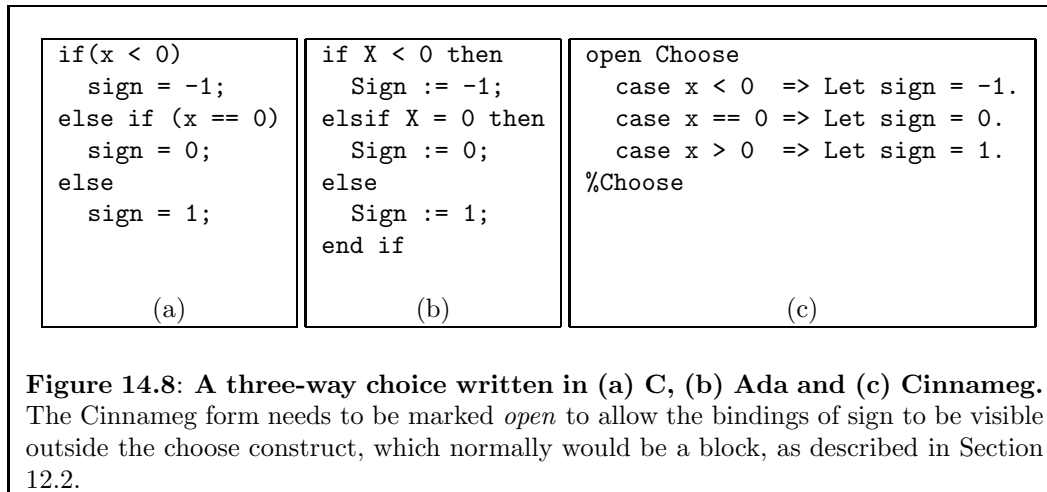 if(x < 0)
  sign = -1;
else if (x == 0)
  sign = 0;
else
  sign = 1;
(a)
if X < 0 then
  Sign := -1;
elsif X = 0 then
  Sign := 0;
else
  Sign := 1;
end if
(b)
open Choose
  case x < 0  => Let sign = -1.
  case x == 0 => Let sign = 0.
  case x > 0  => Let sign = 1.
%Choose
(c)
Figure 14.8: A three-way choice written in (a) C, (b) Ada and (c) Cinnameg.
The Cinnameg form needs to be marked open to allow the bindings of sign to be visible
outside the choose construct, which normally would be a block, as described in Section
12.2.